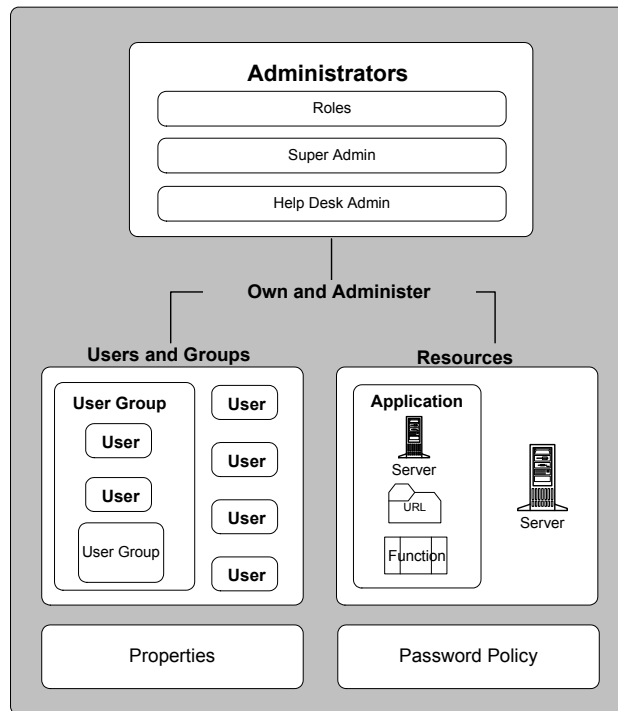 Administrators
Roles
Super Admin
Help Desk Admin
Own and Administer
Users and Groups
User Group
User
User
User Group
User
User
User
User
Resources
Application
Server
URL
Function
Server
Properties
Password Policy